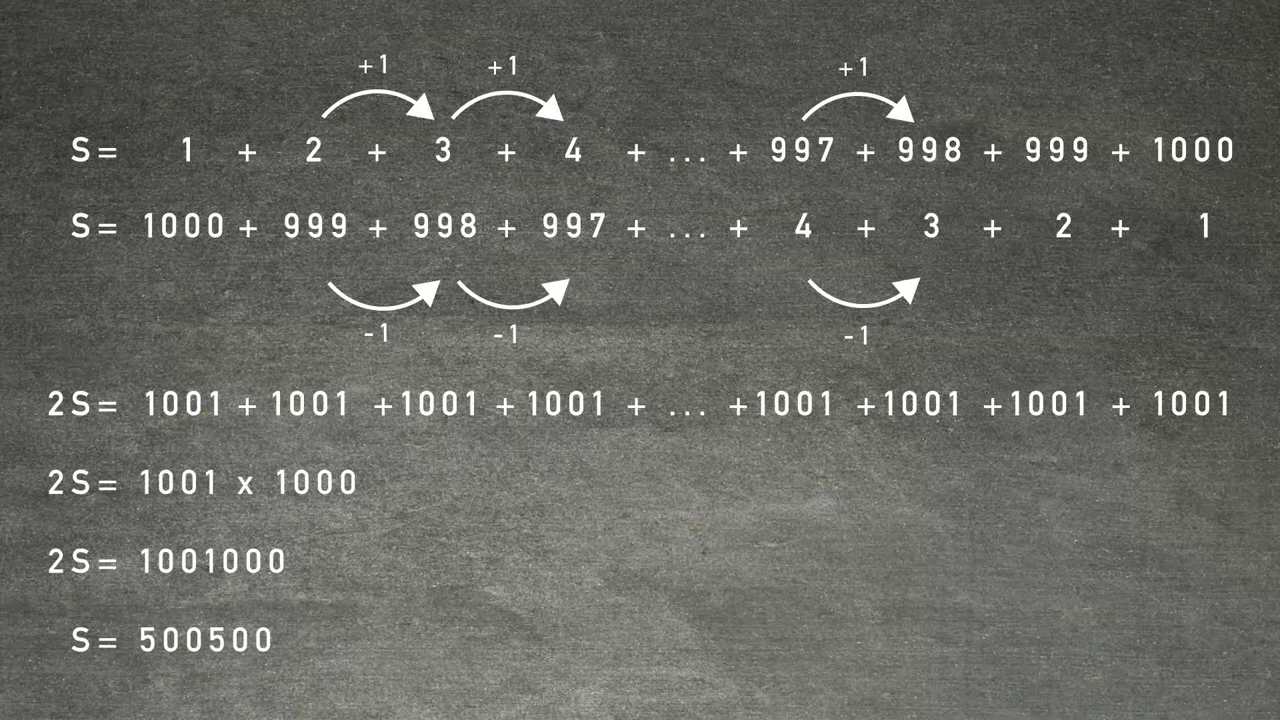 +1 +1 +1
S= 1 + 2 + 3 + 4 + ... + 997 + 998 + 999 + 1000
S= 1000 + 999 + 998 + 997 + ... + 4 + 3 + 2 + 1
-1 -1 -1
2S= 1001 + 1001 +1001 +1001 + ... +1001 +1001 +1001 + 1001
2S= 1001 x 1000
2S= 1001000
S= 500500